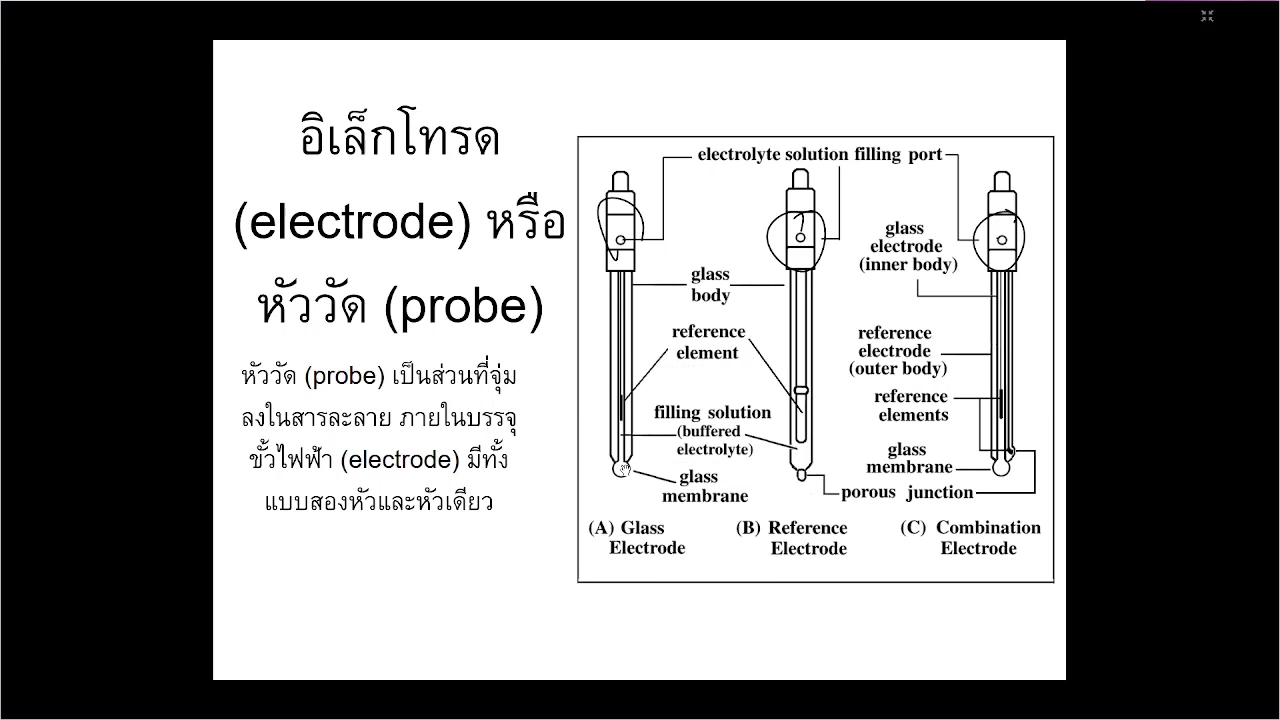 อิเล็กโทรด
(electrode) หรือ
หัววัด (probe)
หัววัด (probe) เป็นส่วนที่จุ่ม
ลงในสารละลาย ภายในบรรจุ
ขั้วไฟฟ้า (electrode) มีทั้ง
แบบสองหัวและหัวเดียว
electrolyte solution filling port
glass
body
reference
element
filling solution
(buffered
electrolyte)
glass
membrane
glass
electrode
(inner body)
reference
electrode
(outer body)
reference
elements
glass
membrane
porous junction
(A) Glass
Electrode
(B) Reference
Electrode
(C) Combination
Electrode